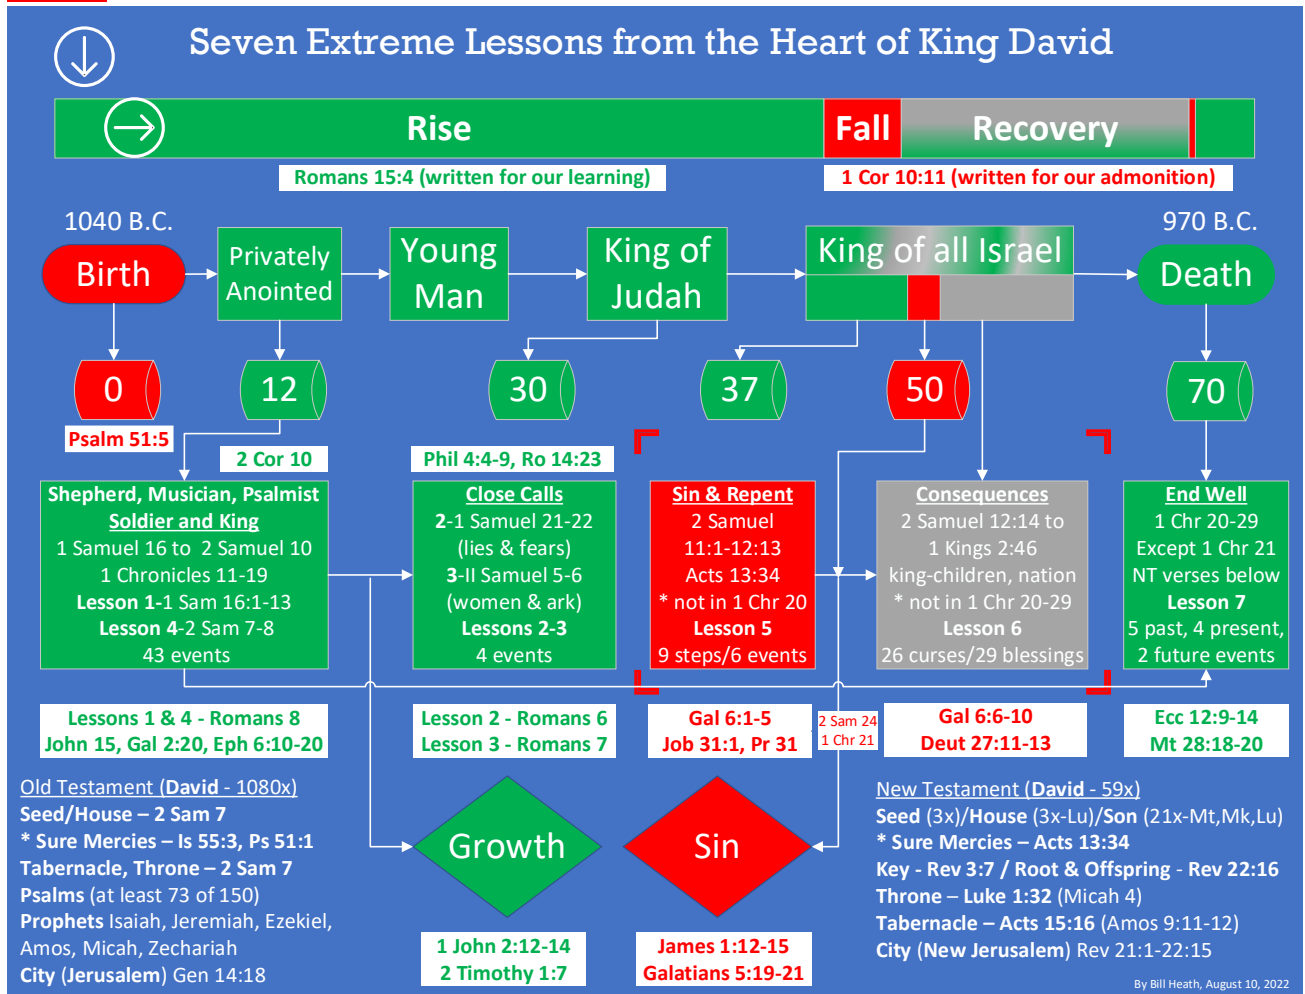 Seven Extreme Lessons from the Heart of King David
Rise
Fall
Recovery
Romans 15:4 (written for our learning)
1 Cor 10:11 (written for our admonition)
1040 B.C.
970 B.C.
Birth
Privately
Anointed
Young
Man
King of
Judah
King of all Israel
Death
0
12
30
37
50
70
Psalm 51:5
2 Cor 10
Phil 4:4-9, Ro 14:23
Shepherd, Musician, Psalmist
Soldier and King
1 Samuel 16 to 2 Samuel 10
1 Chronicles 11-19
Lesson 1-1 Sam 16:1-13
Lesson 4-2 Sam 7-8
43 events
Close Calls
2-1 Samuel 21-22
(lies & fears)
3-II Samuel 5-6
(women & ark)
Lessons 2-3
4 events
Sin & Repent
2 Samuel
11:1-12:13
Acts 13:34
* not in 1 Chr 20
Lesson 5
9 steps/6 events
Consequences
2 Samuel 12:14 to
1 Kings 2:46
king-children, nation
* not in 1 Chr 20-29
Lesson 6
26 curses/29 blessings
End Well
1 Chr 20-29
Except 1 Chr 21
NT verses below
Lesson 7
5 past, 4 present,
2 future events
Lessons 1 & 4 - Romans 8
John 15, Gal 2:20, Eph 6:10-20
Lesson 2 - Romans 6
Lesson 3 - Romans 7
Gal 6:1-5
Job 31:1, Pr 31
2 Sam 24
1 Chr 21
Gal 6:6-10
Deut 27:11-13
Ecc 12:9-14
Mt 28:18-20
Old Testament (David - 1080x)
Seed/House – 2 Sam 7
* Sure Mercies – Is 55:3, Ps 51:1
Tabernacle, Throne – 2 Sam 7
Psalms (at least 73 of 150)
Prophets Isaiah, Jeremiah, Ezekiel,
Amos, Micah, Zechariah
City (Jerusalem) Gen 14:18
Growth
1 John 2:12-14
2 Timothy 1:7
Sin
James 1:12-15
Galatians 5:19-21
New Testament (David - 59x)
Seed (3x)/House (3x-Lu)/Son (21x-Mt,Mk,Lu)
* Sure Mercies – Acts 13:34
Key - Rev 3:7 / Root & Offspring - Rev 22:16
Throne – Luke 1:32 (Micah 4)
Tabernacle – Acts 15:16 (Amos 9:11-12)
City (New Jerusalem) Rev 21:1-22:15
By Bill Heath, August 10, 2022